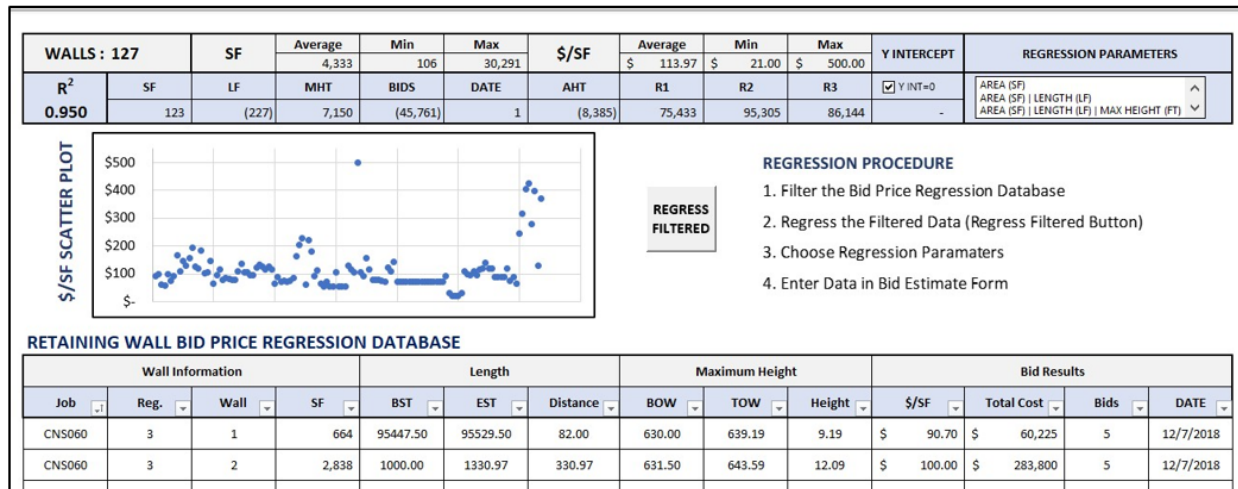 WALLS : 127 SF Average Min Max $/SF Average Min Max Y INTERCEPT REGRESSION PARAMETERS
4,333 106 30,291 $ 113.97 $ 21.00 $ 500.00
R2 SF LF MHT BIDS DATE AHT R1 R2 R3 Y INT=0 AREA (SF)
AREA (SF) | LENGTH (LF)
0.950 123 (227) 7,150 (45,761) 1 (8,385) 75,433 95,305 86,144 - AREA (SF) | LENGTH (LF) | MAX HEIGHT (FT)
$/SF SCATTER PLOT
$500
$400
$300
$200
$100
$-
REGRESS
FILTERED
REGRESSION PROCEDURE
1. Filter the Bid Price Regression Database
2. Regress the Filtered Data (Regress Filtered Button)
3. Choose Regression Paramaters
4. Enter Data in Bid Estimate Form
RETAINING WALL BID PRICE REGRESSION DATABASE
Wall Information Length Maximum Height Bid Results
Job Reg. Wall SF BST EST Distance BOW TOW Height $/SF Total Cost Bids DATE
CNS060 3 1 664 95447.50 95529.50 82.00 630.00 639.19 9.19 $ 90.70 $ 60,225 5 12/7/2018
CNS060 3 2 2,838 1000.00 1330.97 330.97 631.50 643.59 12.09 $ 100.00 $ 283,800 5 12/7/2018